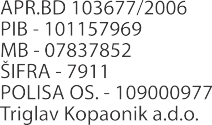 APR.BD 103677/2006
PIB - 101157969
MB - 07837852
ŠIFRA - 7911
POLISA OS. - 109000977
Triglav Kopaonik a.d.o.